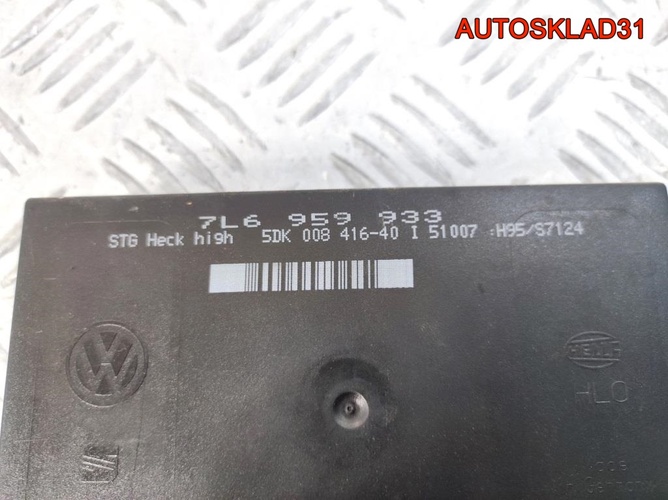 AUTOSKLAD31
7L6 959 933
STG Heck high 5DK 008 416-40 I 51007 :H95/S7124
HELLA
HLO